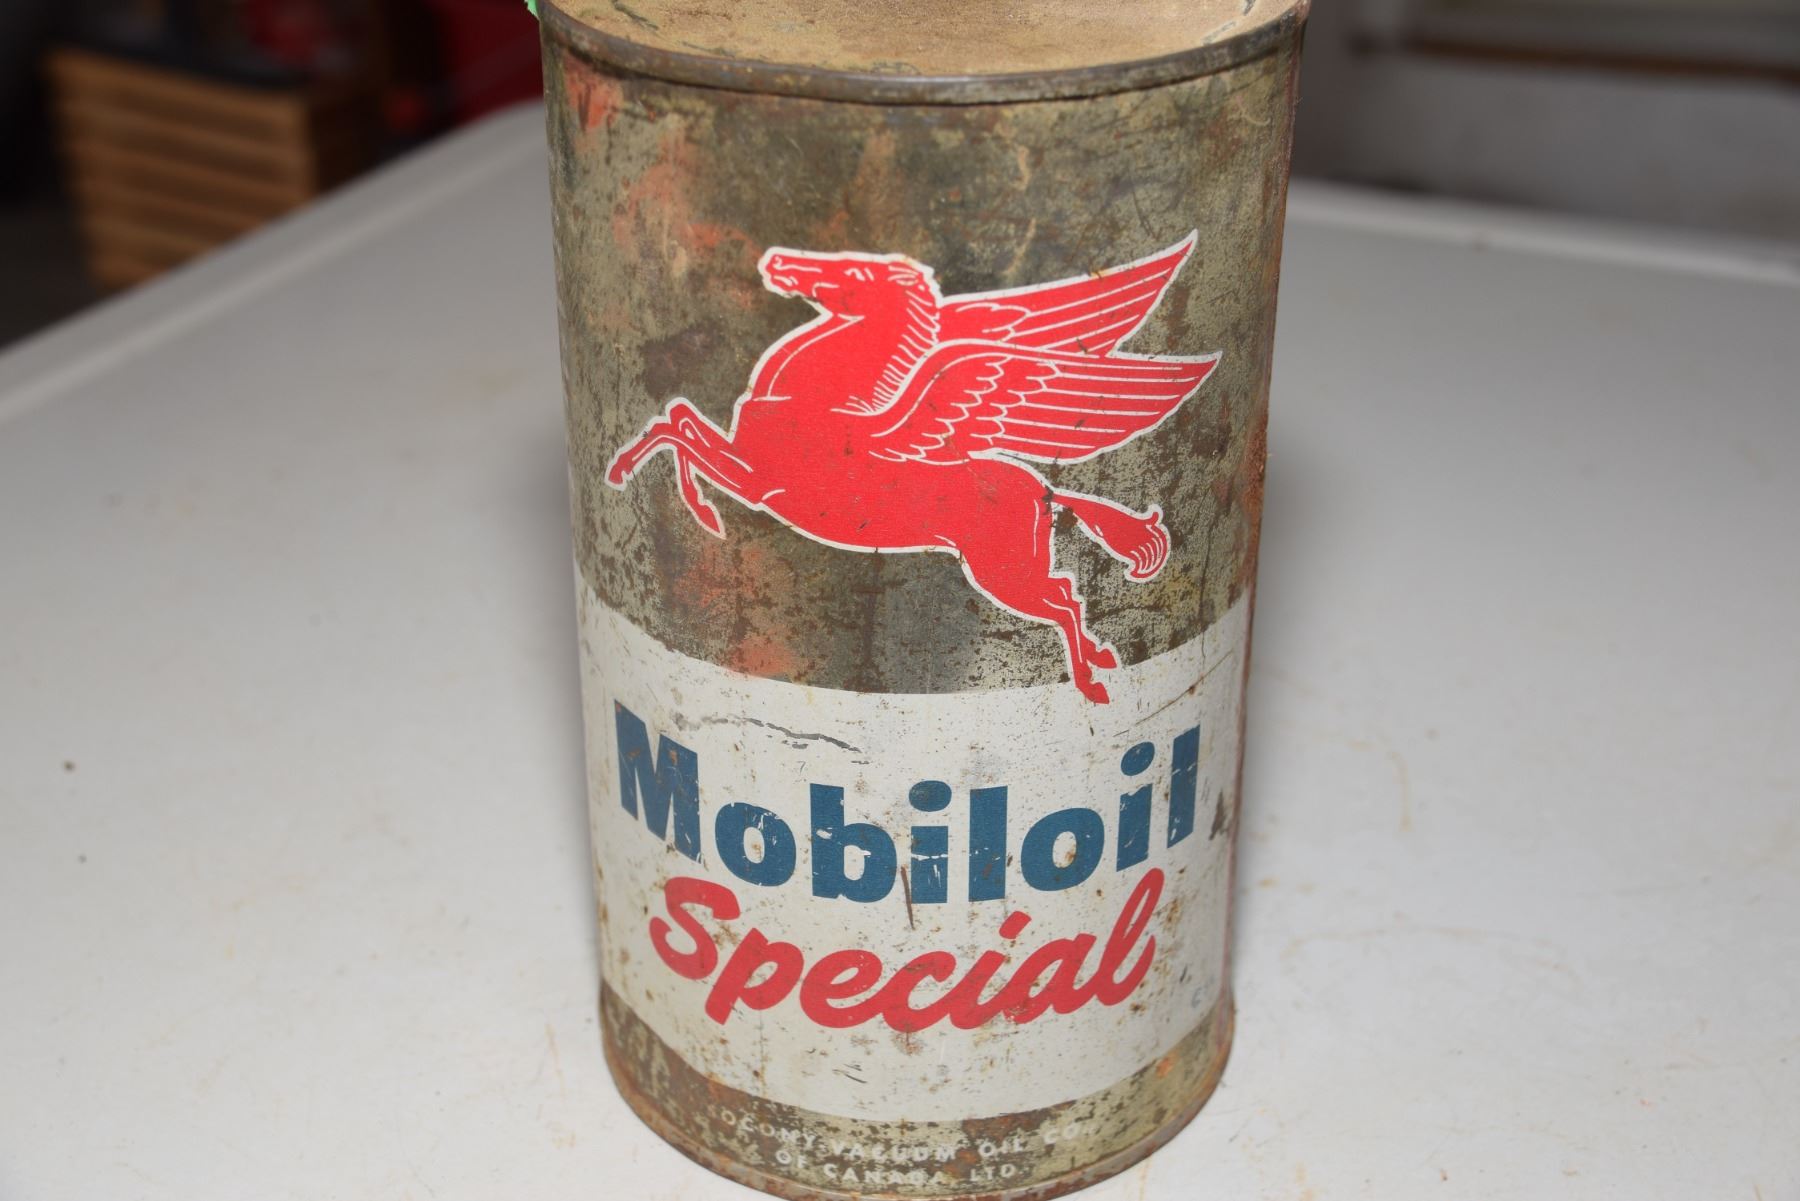 Mobiloil
Special
SOCONY-VACUUM OIL CO.
OF CANADA LTD.